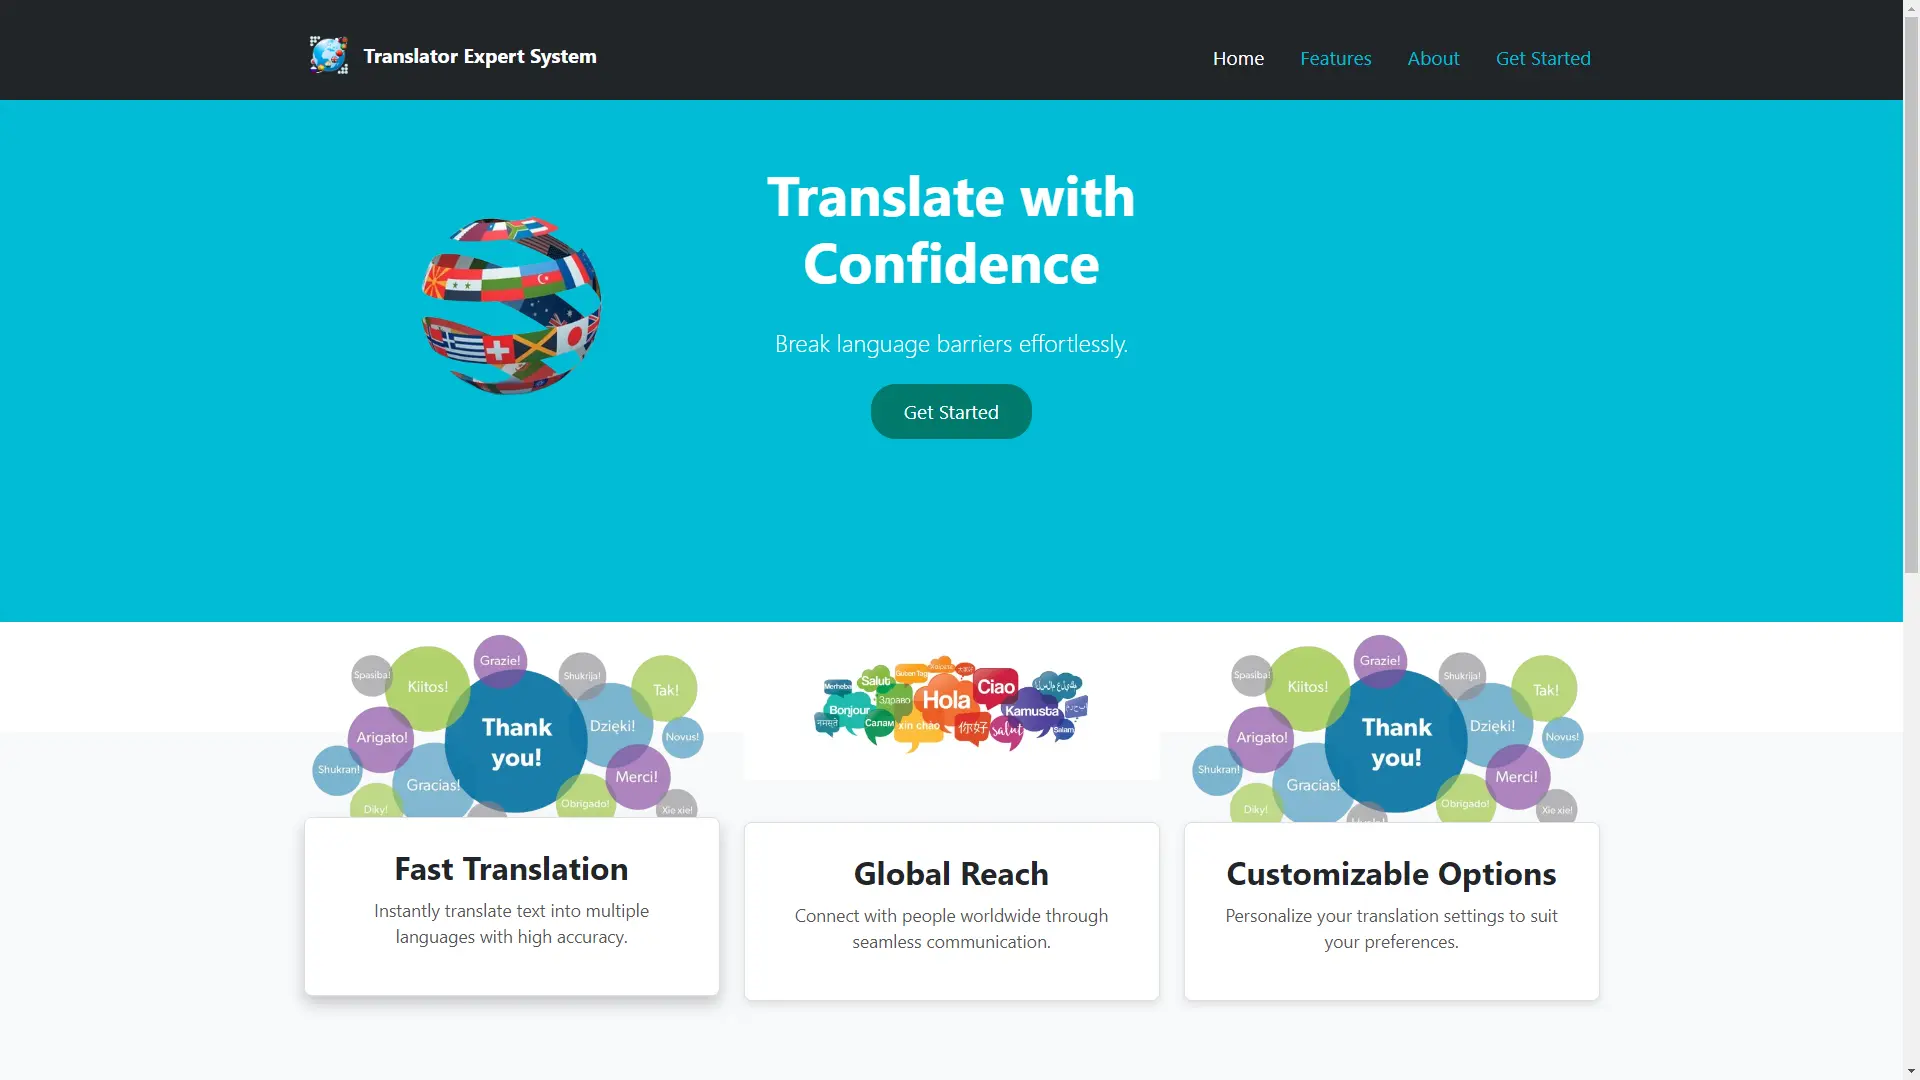 Translator Expert System
Home
Features
About
Get Started
Translate with
Confidence
Break language barriers effortlessly.
Get Started
Spasiba!
Kiitos!
Grazie!
Shukrija!
Tak!
Arigato!
Thank
you!
Dzięki!
Novus!
Shukran!
Gracias!
Merci!
Diky!
Obrigado!
Xie xie!
Merheba
Salut
Guten Tag
Ciao
Bonjour
Здраво
Hola
Kamusta
नमस्ते
Салам
xin chào
你好
Salut
Salam
Spasiba!
Kiitos!
Grazie!
Shukrija!
Tak!
Arigato!
Thank
you!
Dzięki!
Novus!
Shukran!
Gracias!
Merci!
Diky!
Obrigado!
Xie xie!
Fast Translation
Instantly translate text into multiple
languages with high accuracy.
Global Reach
Connect with people worldwide through
seamless communication.
Customizable Options
Personalize your translation settings to suit
your preferences.